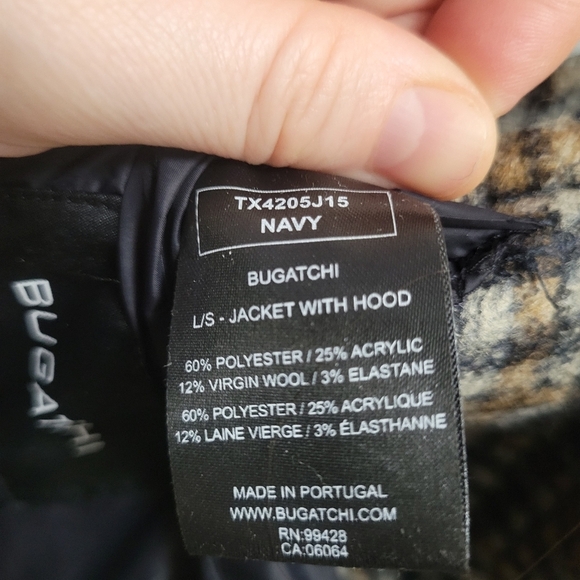 TX4205J15
NAVY
BUGATCHI
L/S - JACKET WITH HOOD
60% POLYESTER / 25% ACRYLIC
12% VIRGIN WOOL / 3% ELASTANE
60% POLYESTER / 25% ACRYLIQUE
12% LAINE VIERGE / 3% ÉLASTHANNE
MADE IN PORTUGAL
WWW.BUGATCHI.COM
RN:99428
CA:06064